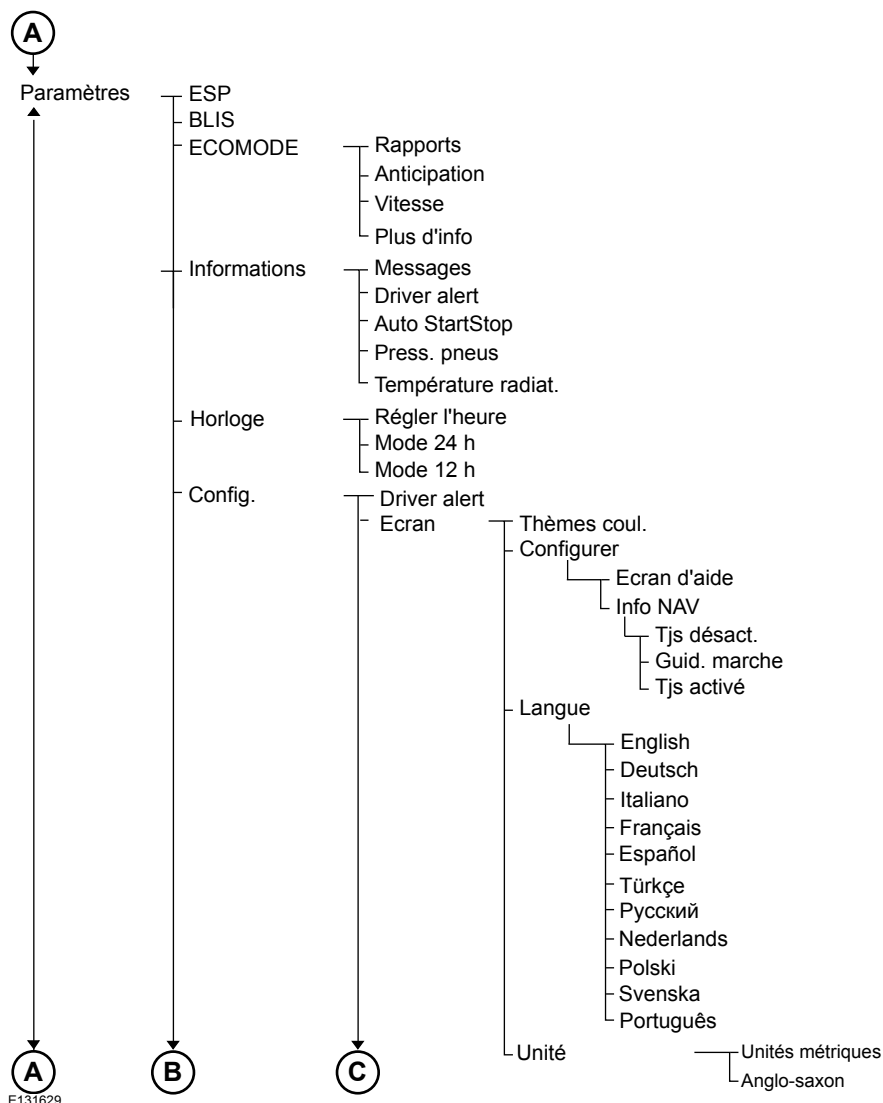 A
Paramètres
ESP
BLIS
ECOMODE
Rapports
Anticipation
Vitesse
Plus d'info
Informations
Messages
Driver alert
Auto StartStop
Press. pneus
Température radiat.
Horloge
Régler l'heure
Mode 24 h
Mode 12 h
Config.
Driver alert
Ecran
Thèmes coul.
Configurer
Ecran d'aide
Info NAV
Tjs désact.
Guid. marche
Tjs activé
Langue
English
Deutsch
Italiano
Français
Español
Türkçe
Русский
Nederlands
Polski
Svenska
Português
Unité
Unités métriques
Anglo-saxon
A
B
C
E131629